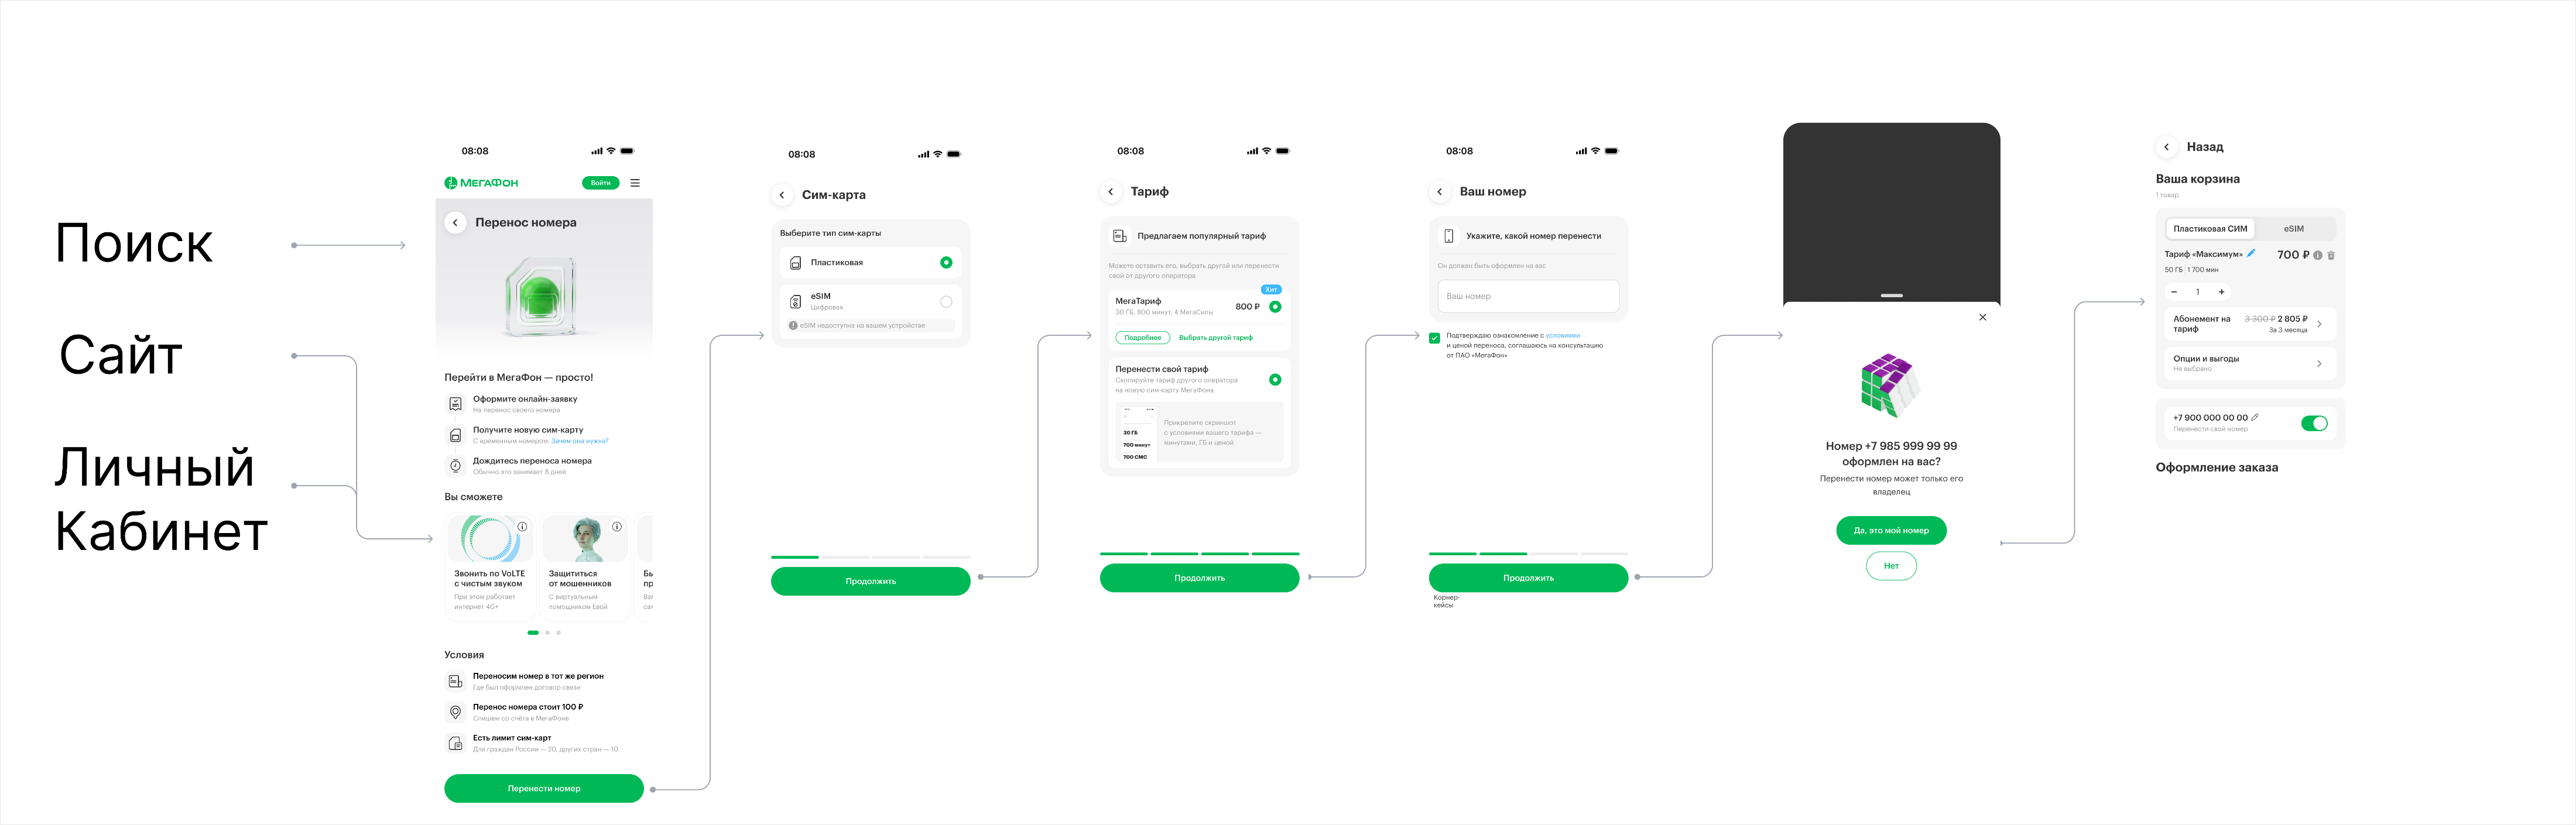 Поиск
Сайт
Личный
Кабинет
08:08
МЕГАФОН
Войти
Перенос номера
Перейти в МегаФон — просто!
Оформите онлайн-заявку
На перенос своего номера
Получите новую сим-карту
С временным номером. Зачем она нужна?
Дождитесь переноса номера
Обычно это занимает 8 дней
Вы сможете
Звонить по VoLTE
с чистым звуком
При этом работает
интернет 4G+
Защититься
от мошенников
С виртуальным
помощником Евой
Бы
пр
Ваг
сам
Условия
Переносим номер в тот же регион
Где был оформлен договор связи
Перенос номера стоит 100 ₽
Спишем со счёта в МегаФоне
Есть лимит сим-карт
Для граждан России — 20, других стран — 10
Перенести номер
08:08
Сим-карта
Выберите тип сим-карты
Пластиковая
eSIM
Цифровая
eSIM недоступна на вашем устройстве
Продолжить
08:08
Тариф
Предлагаем популярный тариф
Можете оставить его, выбрать другой или перенести
свой от другого оператора
Хит
МегаТариф
30 ГБ, 800 минут, 4 МегаСилы
800 ₽
Подробнее
Выбрать другой тариф
Перенести свой тариф
Скопируйте тариф другого оператора
на новую сим-карту МегаФона
30 ГБ
700 минут
700 СМС
Прикрепите скриншот
с условиями вашего тарифа —
минутами, ГБ и ценой
Продолжить
08:08
Ваш номер
Укажите, какой номер перенести
Он должен быть оформлен на вас
Ваш номер
Подтверждаю ознакомление с условиями
и ценой переноса, соглашаюсь на консультацию
от ПАО «МегаФон»
Продолжить
Корнер-
кейсы
Номер +7 985 999 99 99
оформлен на вас?
Перенести номер может только его
владелец
Да, это мой номер
Нет
Назад
Ваша корзина
1 товар
Пластиковая СИМ
eSIM
Тариф «Максимум»
700 ₽
50 ГБ | 1 700 мин
− 1 +
Абонемент на
тариф
3 300 ₽ 2 805 ₽
За 3 месяца
Опции и выгоды
Не выбрано
+7 900 000 00 00
Перенести свой номер
Оформление заказа